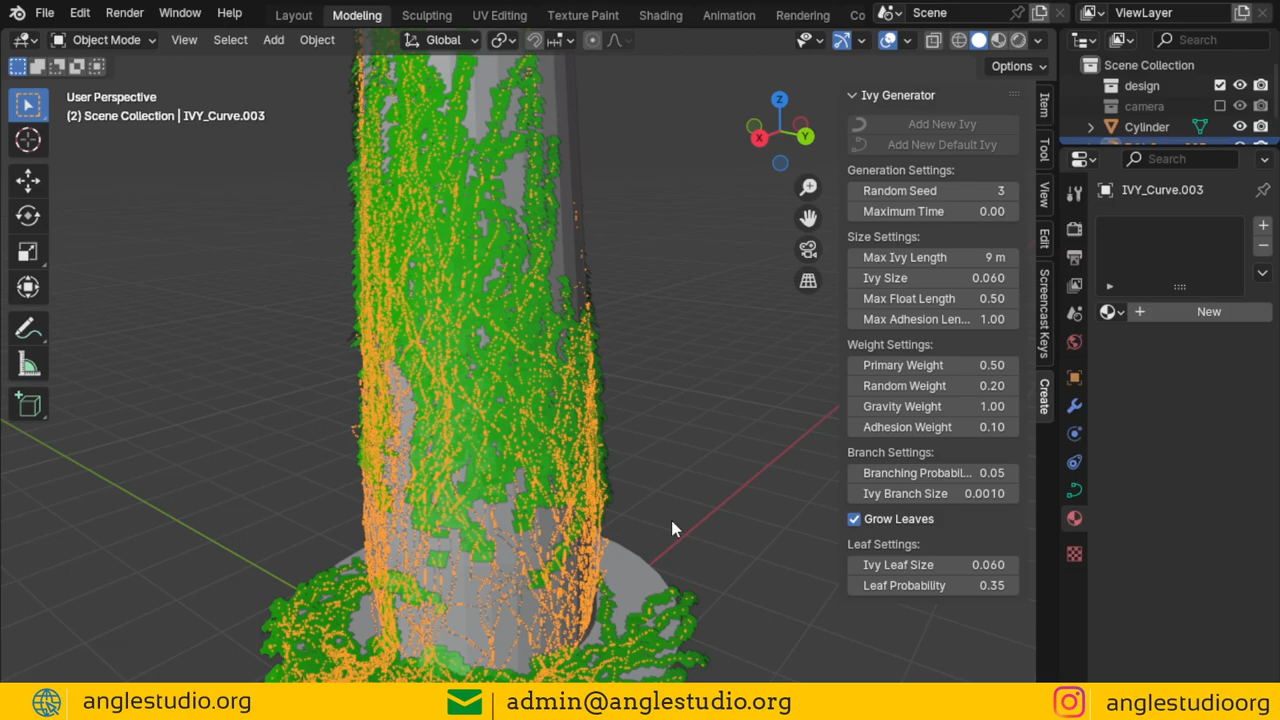 File Edit Render Window Help Layout Modeling Sculpting UV Editing Texture Paint Shading Animation Rendering Co Scene ViewLayer
Object Mode View Select Add Object Global Search
Options
User Perspective
(2) Scene Collection | IVY_Curve.003
Ivy Generator
Add New Ivy
Add New Default Ivy
Generation Settings:
Random Seed 3
Maximum Time 0.00
Size Settings:
Max Ivy Length 9 m
Ivy Size 0.060
Max Float Length 0.50
Max Adhesion Len... 1.00
Weight Settings:
Primary Weight 0.50
Random Weight 0.20
Gravity Weight 1.00
Adhesion Weight 0.10
Branch Settings:
Branching Probabil... 0.05
Ivy Branch Size 0.0010
Grow Leaves
Leaf Settings:
Ivy Leaf Size 0.060
Leaf Probability 0.35
Item
Tool
View
Edit
Screencast Keys
Create
Scene Collection
design
camera
Cylinder
Search
IVY_Curve.003
New
X
Y
Z
anglestudio.org admin@anglestudio.org anglestudioorg